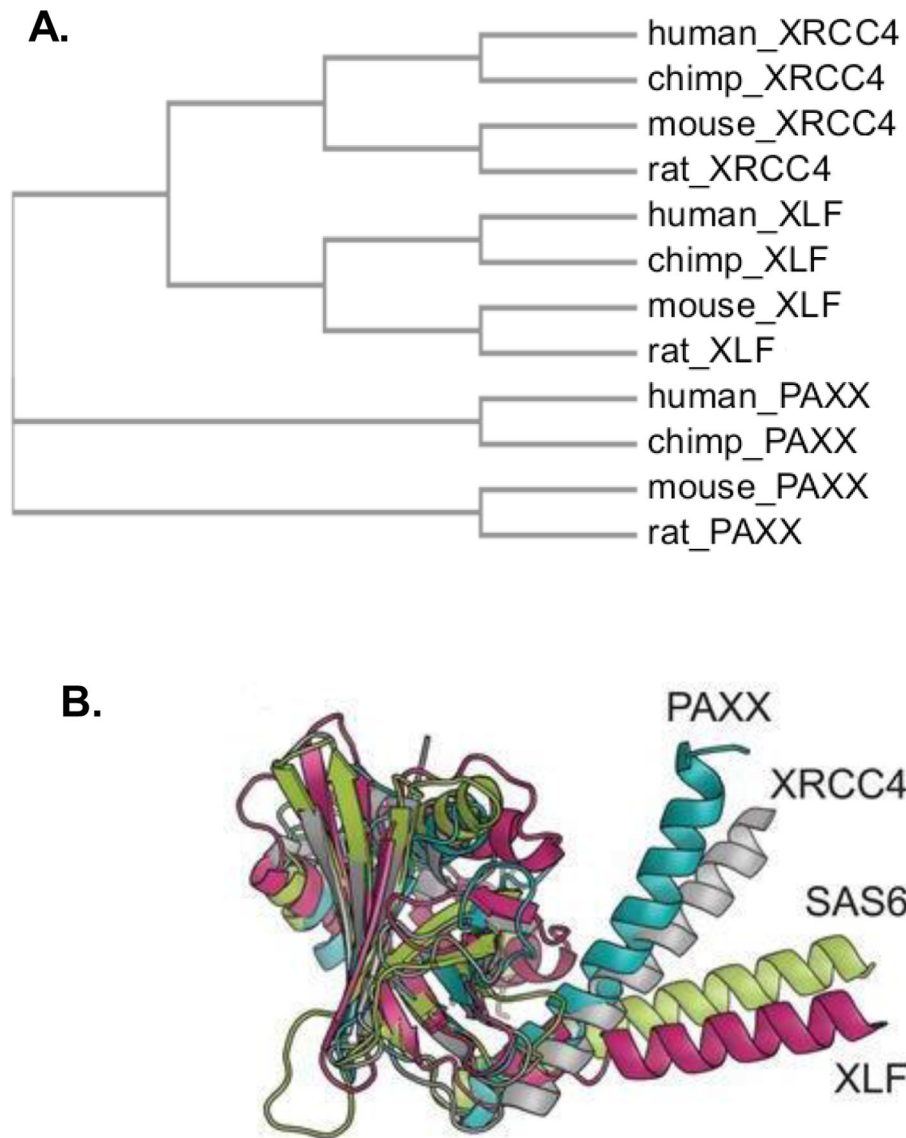 A.
human_XRCC4
chimp_XRCC4
mouse_XRCC4
rat_XRCC4
human_XLF
chimp_XLF
mouse_XLF
rat_XLF
human_PAXX
chimp_PAXX
mouse_PAXX
rat_PAXX
B.
PAXX
XRCC4
SAS6
XLF